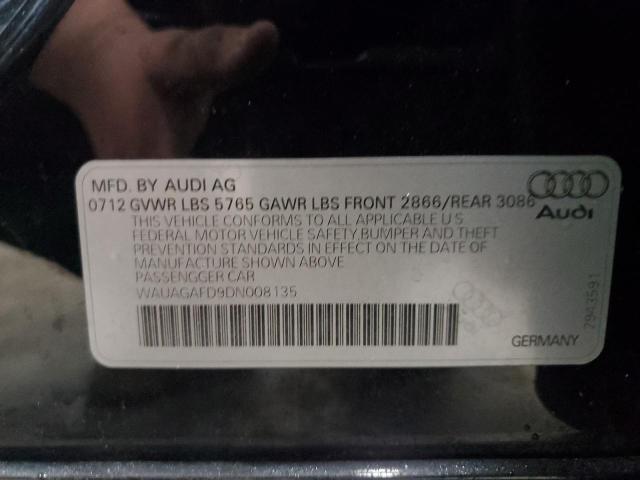 MFD. BY AUDI AG
0712 GVWR LBS 5765 GAWR LBS FRONT 2866/REAR 3086
Audi
THIS VEHICLE CONFORMS TO ALL APPLICABLE U S
FEDERAL MOTOR VEHICLE SAFETY BUMPER AND THEFT
PREVENTION STANDARDS IN EFFECT ON THE DATE OF
MANUFACTURE SHOWN ABOVE
PASSENGGER CAR
WAUAGAFD9DN008135
GERMANY
2943591